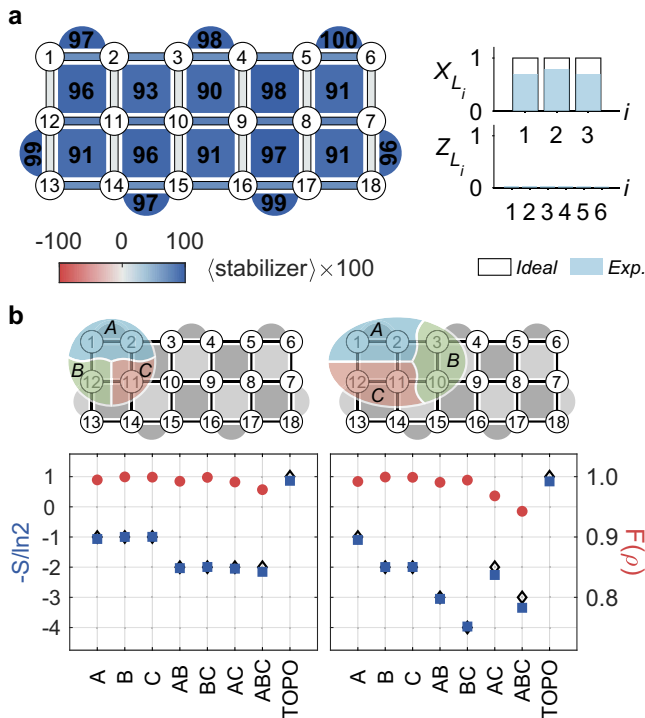 a
97 98 100
1 2 3 4 5 6
96 93 90 98 91
12 11 10 9 8 7
99 91 96 91 97 91 96
13 14 15 16 17 18
97 99
-100 0 100
⟨stabilizer⟩×100
X_{L_i} 1 0
1 2 3 i
Z_{L_i} 1 0
1 2 3 4 5 6 i
Ideal Exp.
b
A
1 2 3 4 5 6
B C
12 11 10 9 8 7
13 14 15 16 17 18
A
1 2 3 4 5 6
B
12 11 10 9 8 7
C
13 14 15 16 17 18
-S/ln2
1
0
-1
-2
-3
-4
A B C AB BC AC ABC TOPO
A B C AB BC AC ABC TOPO
1.0
0.9
0.8
F(ρ)